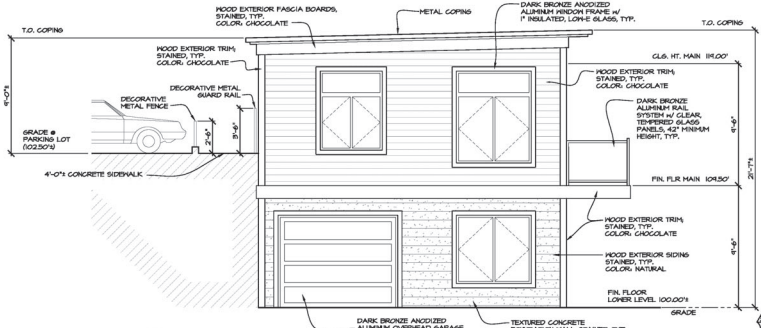 WOOD EXTERIOR FASCIA BOARDS,
STAINED, TYP.
COLOR: CHOCOLATE
METAL COPING
DARK BRONZE ANODIZED
ALUMINUM WINDOW FRAME w/
1" INSULATED, LOW-E GLASS, TYP.
T.O. COPING
T.O. COPING
WOOD EXTERIOR TRIM,
STAINED, TYP.
COLOR: CHOCOLATE
CLG. HT. MAIN 119.00'
WOOD EXTERIOR TRIM,
STAINED, TYP.
COLOR: CHOCOLATE
DECORATIVE METAL
GUARD RAIL
DECORATIVE
METAL FENCE
DARK BRONZE
ALUMINUM RAIL
SYSTEM w/ CLEAR,
TEMPERED GLASS
PANELS, 42" MINIMUM
HEIGHT, TYP.
9'-0"±
2'-6"
3'-6"
9'-6"
21'-7"±
GRADE @
PARKING LOT
(102.50'±)
4'-0"± CONCRETE SIDEWALK
FIN. FLR MAIN 109.50'
WOOD EXTERIOR TRIM,
STAINED, TYP.
COLOR: CHOCOLATE
9'-6"
WOOD EXTERIOR SIDING
STAINED, TYP.
COLOR: NATURAL
FIN. FLOOR
LOWER LEVEL 100.00'±
GRADE
DARK BRONZE ANODIZED
ALUMINUM OVERHEAD GARAGE
TEXTURED CONCRETE